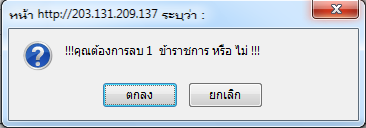 หน้า http://203.131.209.137 ระบุว่า :
!!!คุณต้องการลบ 1 ข้าราชการ หรือ ไม่ !!!
ตกลง
ยกเลิก